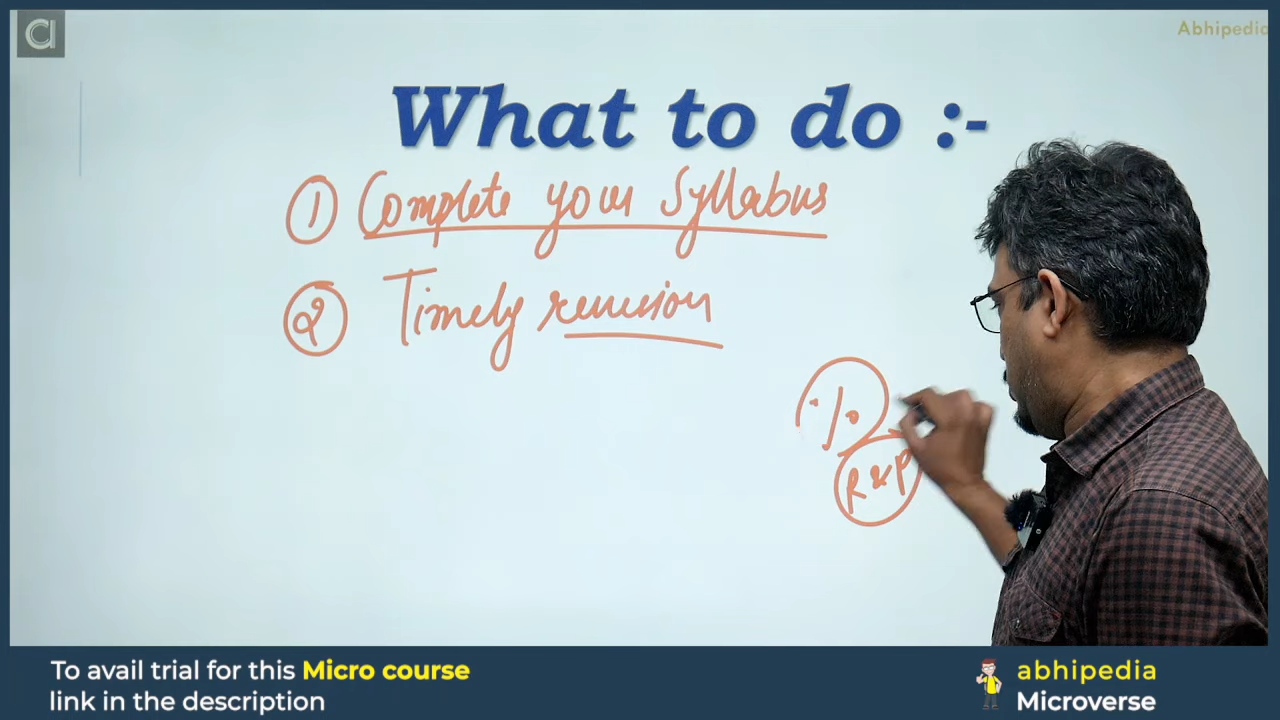 Abhipedia
What to do :-
① Complete your Syllabus
② Timely revision
%
R & P
To avail trial for this Micro course
link in the description
abhipedia
Microverse